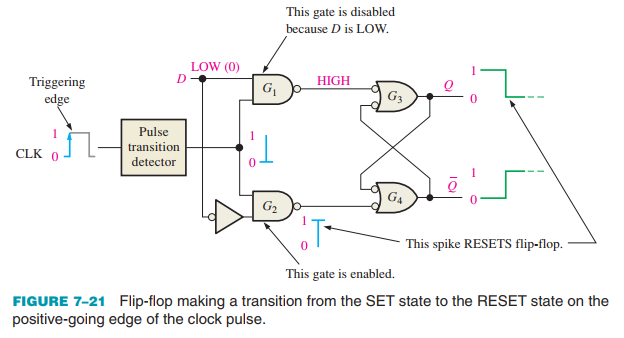 This gate is disabled
because D is LOW.
LOW (0)
D
HIGH
G1
G3
Q
1
0
Triggering
edge
1
CLK 0
Pulse
transition
detector
1
0
G2
G4
Q̄
1
0
1
0
This spike RESETS flip-flop.
This gate is enabled.
FIGURE 7–21 Flip-flop making a transition from the SET state to the RESET state on the
positive-going edge of the clock pulse.